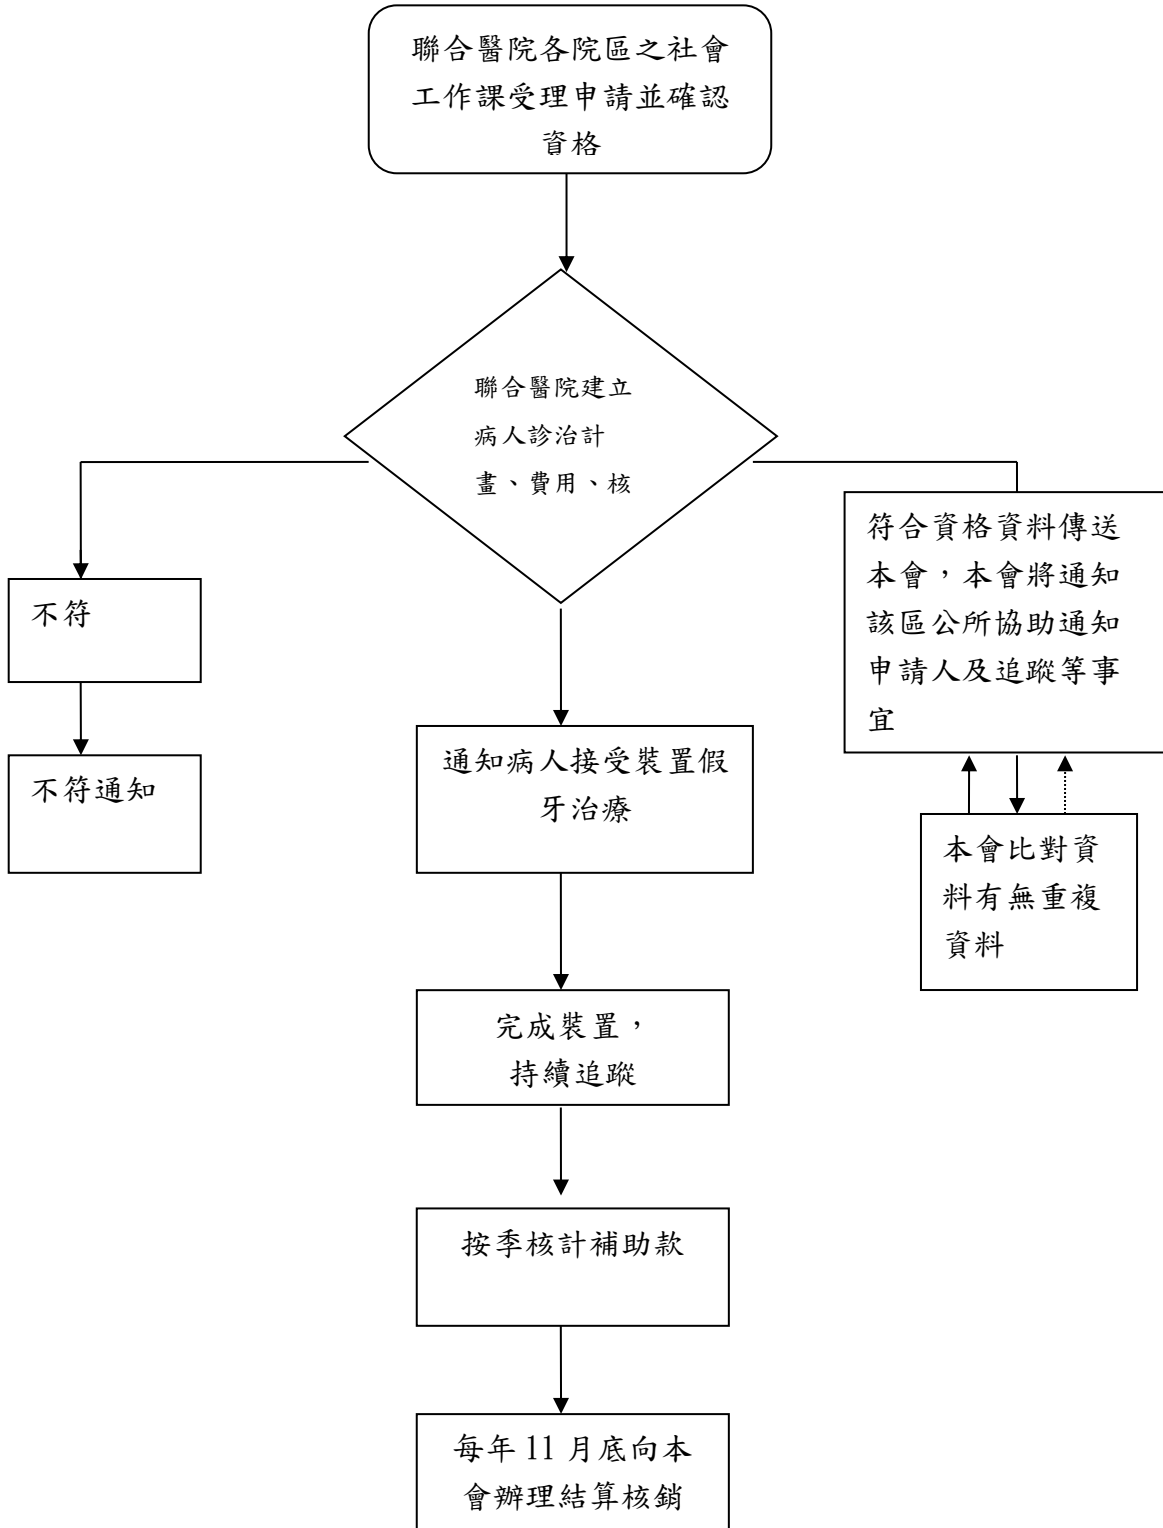 聯合醫院各院區之社會
工作課受理申請並確認
資格
聯合醫院建立
病人診治計
畫、費用、核
不符
不符通知
通知病人接受裝置假
牙治療
完成裝置，
持續追蹤
按季核計補助款
每年 11 月底向本
會辦理結算核銷
符合資格資料傳送
本會，本會將通知
該區公所協助通知
申請人及追蹤等事
宜
本會比對資
料有無重複
資料